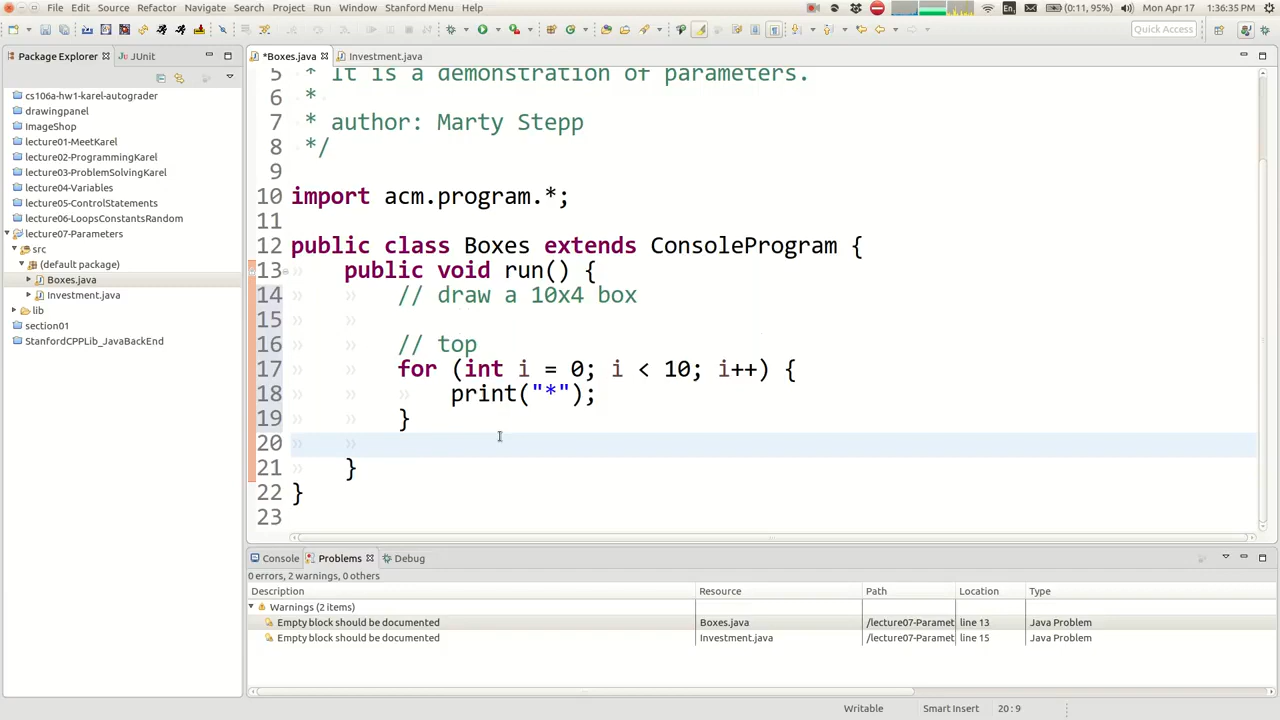 File Edit Source Refactor Navigate Search Project Run Window Stanford Menu Help
En (0:11, 95%) Mon Apr 17 1:36:35 PM
Quick Access
Package Explorer JUnit
*Boxes.java Investment.java
cs106a-hw1-karel-autograder
drawingpanel
ImageShop
lecture01-MeetKarel
lecture02-ProgrammingKarel
lecture03-ProblemSolvingKarel
lecture04-Variables
lecture05-ControlStatements
lecture06-LoopsConstantsRandom
lecture07-Parameters
src
(default package)
Boxes.java
Investment.java
lib
section01
StanfordCPPLib_JavaBackEnd
5 * It is a demonstration of parameters.
6 *
7 * author: Marty Stepp
8 */
9
10 import acm.program.*;
11
12 public class Boxes extends ConsoleProgram {
13 public void run() {
14 // draw a 10x4 box
15
16 // top
17 for (int i = 0; i < 10; i++) {
18 print("*");
19 }
20
21 }
22 }
23
Console Problems Debug
0 errors, 2 warnings, 0 others
Description Resource Path Location Type
Warnings (2 items)
Empty block should be documented Boxes.java /lecture07-Paramet line 13 Java Problem
Empty block should be documented Investment.java /lecture07-Paramet line 15 Java Problem
Writable Smart Insert 20 : 9